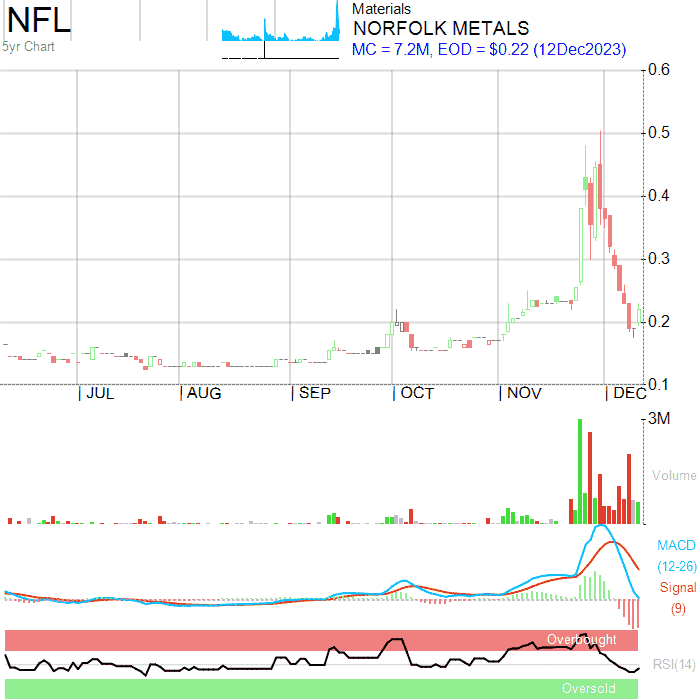 NFL
5yr Chart
Materials
NORFOLK METALS
MC = 7.2M, EOD = $0.22 (12Dec2023)
0.6
0.5
0.4
0.3
0.2
0.1
JUL AUG SEP OCT NOV DEC
3M
Volume
MACD
(12-26)
Signal
(9)
Overbought
RSI(14)
Oversold